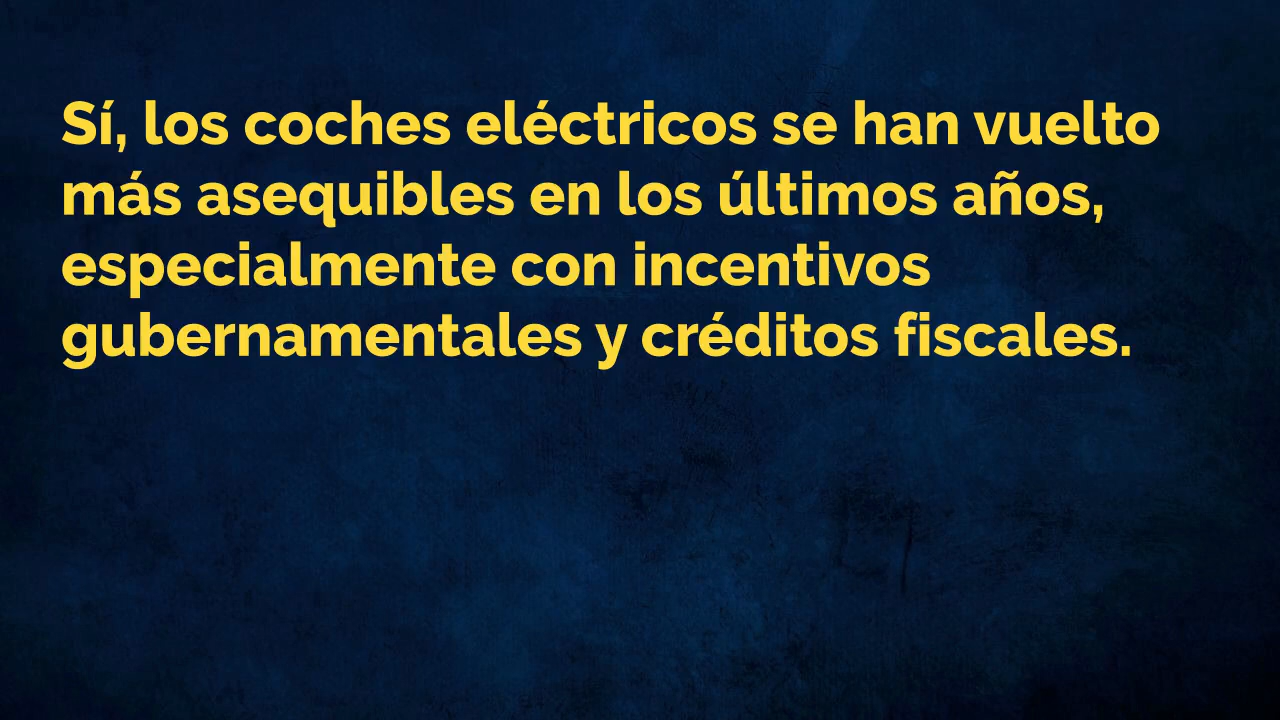 Sí, los coches eléctricos se han vuelto
más asequibles en los últimos años,
especialmente con incentivos
gubernamentales y créditos fiscales.